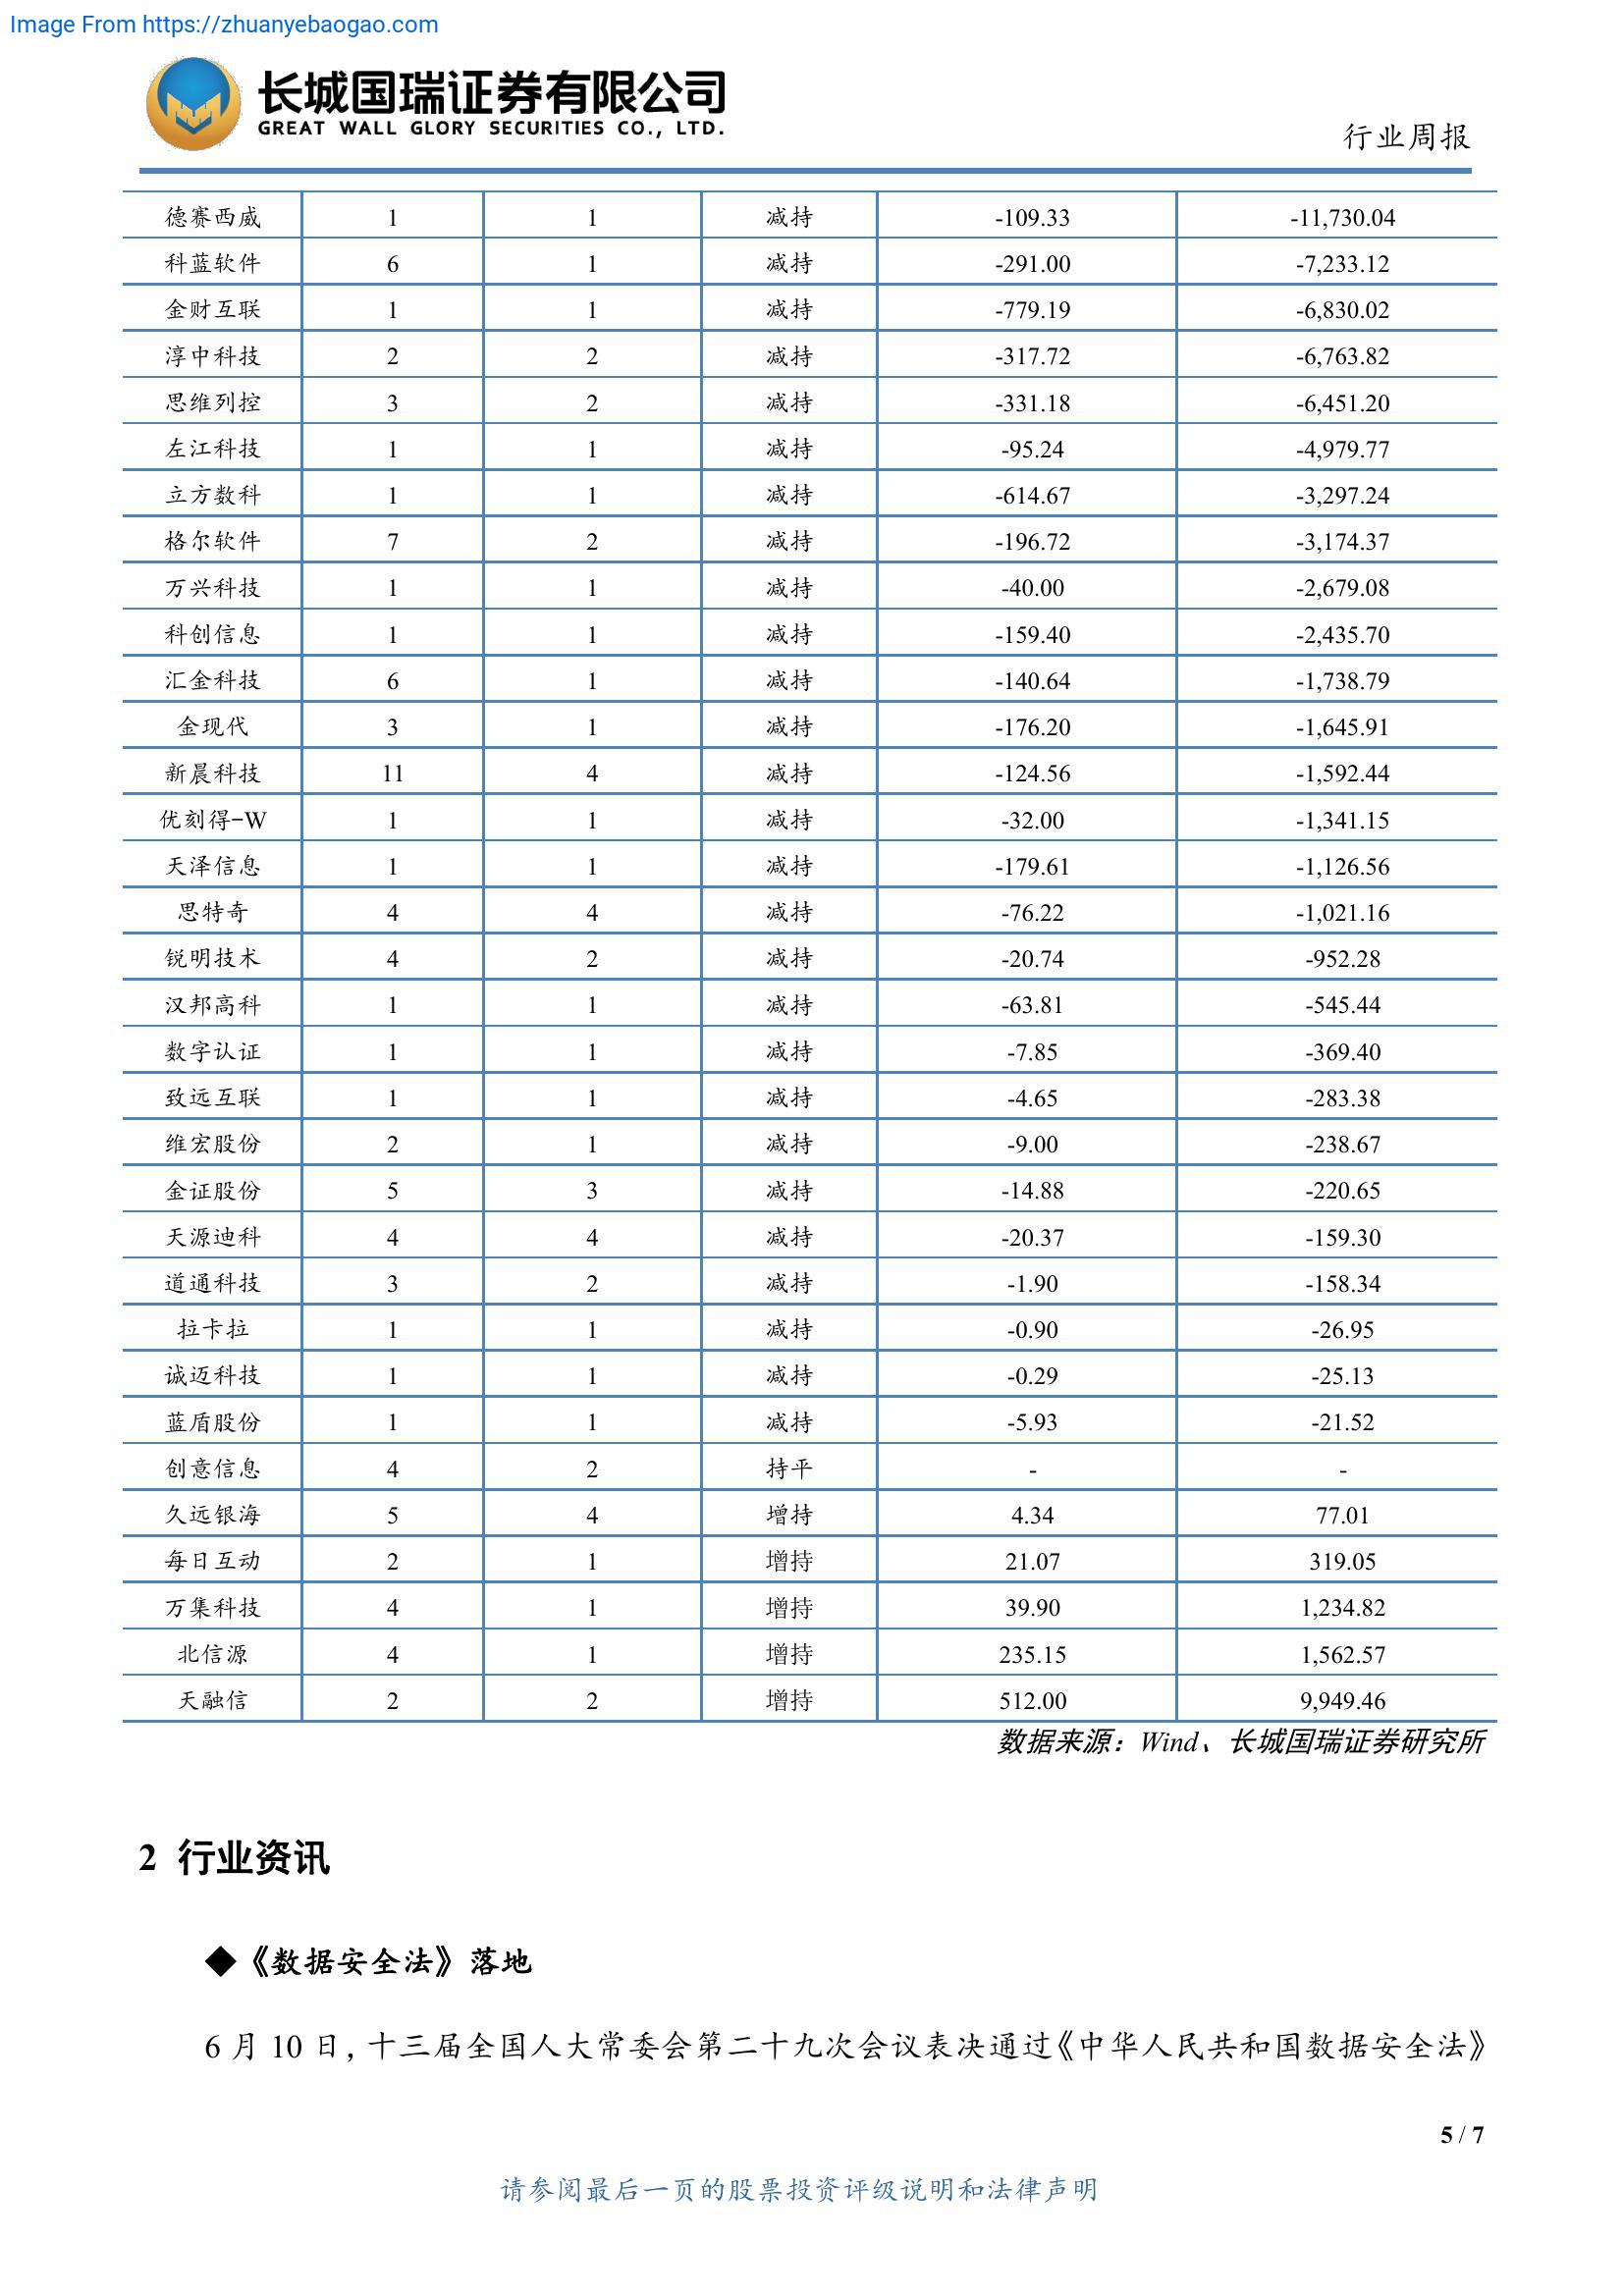 Image From https://zhuanyebaogao.com
长城国瑞证券有限公司
GREAT WALL GLORY SECURITIES CO., LTD.
行业周报
德赛西威 1 1 减持 -109.33 -11,730.04
科蓝软件 6 1 减持 -291.00 -7,233.12
金财互联 1 1 减持 -779.19 -6,830.02
淳中科技 2 2 减持 -317.72 -6,763.82
思维列控 3 2 减持 -331.18 -6,451.20
左江科技 1 1 减持 -95.24 -4,979.77
立方数科 1 1 减持 -614.67 -3,297.24
格尔软件 7 2 减持 -196.72 -3,174.37
万兴科技 1 1 减持 -40.00 -2,679.08
科创信息 1 1 减持 -159.40 -2,435.70
汇金科技 6 1 减持 -140.64 -1,738.79
金现代 3 1 减持 -176.20 -1,645.91
新晨科技 11 4 减持 -124.56 -1,592.44
优刻得-W 1 1 减持 -32.00 -1,341.15
天泽信息 1 1 减持 -179.61 -1,126.56
思特奇 4 4 减持 -76.22 -1,021.16
锐明技术 4 2 减持 -20.74 -952.28
汉邦高科 1 1 减持 -63.81 -545.44
数字认证 1 1 减持 -7.85 -369.40
致远互联 1 1 减持 -4.65 -283.38
维宏股份 2 1 减持 -9.00 -238.67
金证股份 5 3 减持 -14.88 -220.65
天源迪科 4 4 减持 -20.37 -159.30
道通科技 3 2 减持 -1.90 -158.34
拉卡拉 1 1 减持 -0.90 -26.95
诚迈科技 1 1 减持 -0.29 -25.13
蓝盾股份 1 1 减持 -5.93 -21.52
创意信息 4 2 持平 - -
久远银海 5 4 增持 4.34 77.01
每日互动 2 1 增持 21.07 319.05
万集科技 4 1 增持 39.90 1,234.82
北信源 4 1 增持 235.15 1,562.57
天融信 2 2 增持 512.00 9,949.46
数据来源：Wind、长城国瑞证券研究所
2 行业资讯
◆《数据安全法》落地
6 月 10 日，十三届全国人大常委会第二十九次会议表决通过《中华人民共和国数据安全法》
5 / 7
请参阅最后一页的股票投资评级说明和法律声明